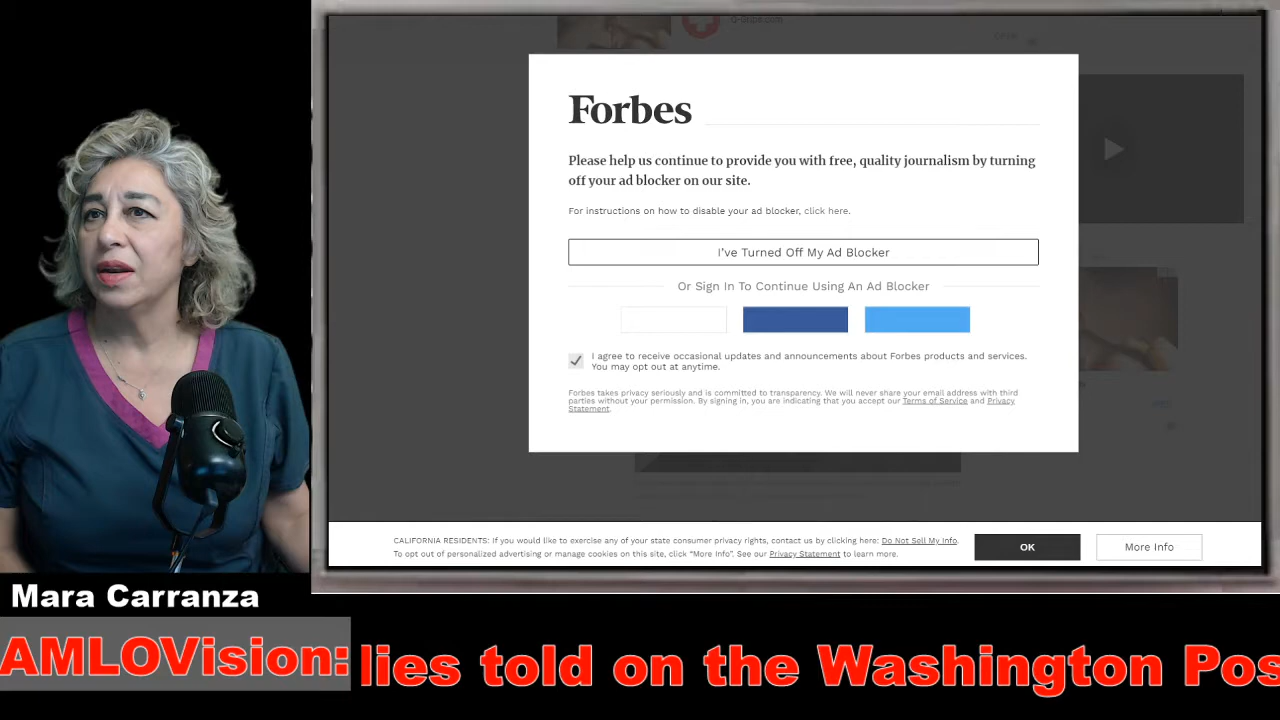 Q-Grips.com
Forbes
Please help us continue to provide you with free, quality journalism by turning
off your ad blocker on our site.
For instructions on how to disable your ad blocker, click here.
I've Turned Off My Ad Blocker
Or Sign In To Continue Using An Ad Blocker
I agree to receive occasional updates and announcements about Forbes products and services.
You may opt out at anytime.
Forbes takes privacy seriously and is committed to transparency. We will never share your email address with third
parties without your permission. By signing in, you are indicating that you accept our Terms of Service and Privacy
Statement.
CALIFORNIA RESIDENTS: If you would like to exercise any of your state consumer privacy rights, contact us by clicking here: Do Not Sell My Info.
To opt out of personalized advertising or manage cookies on this site, click "More Info". See our Privacy Statement to learn more.
OK
More Info
Mara Carranza
AMLOVision:
lies told on the Washington Pos